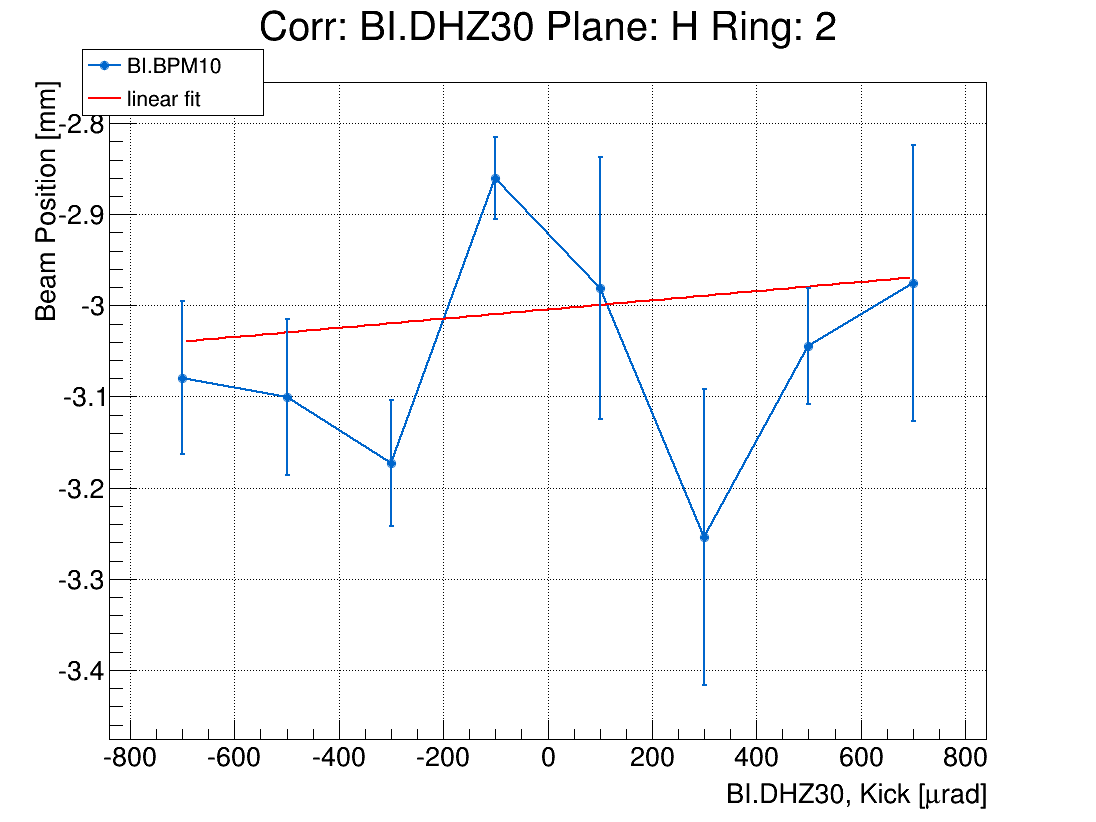 Corr: BI.DHZ30 Plane: H Ring: 2
BI.BPM10
linear fit
Beam Position [mm]
-2.8
-2.9
-3
-3.1
-3.2
-3.3
-3.4
-800 -600 -400 -200 0 200 400 600 800
BI.DHZ30, Kick [μrad]